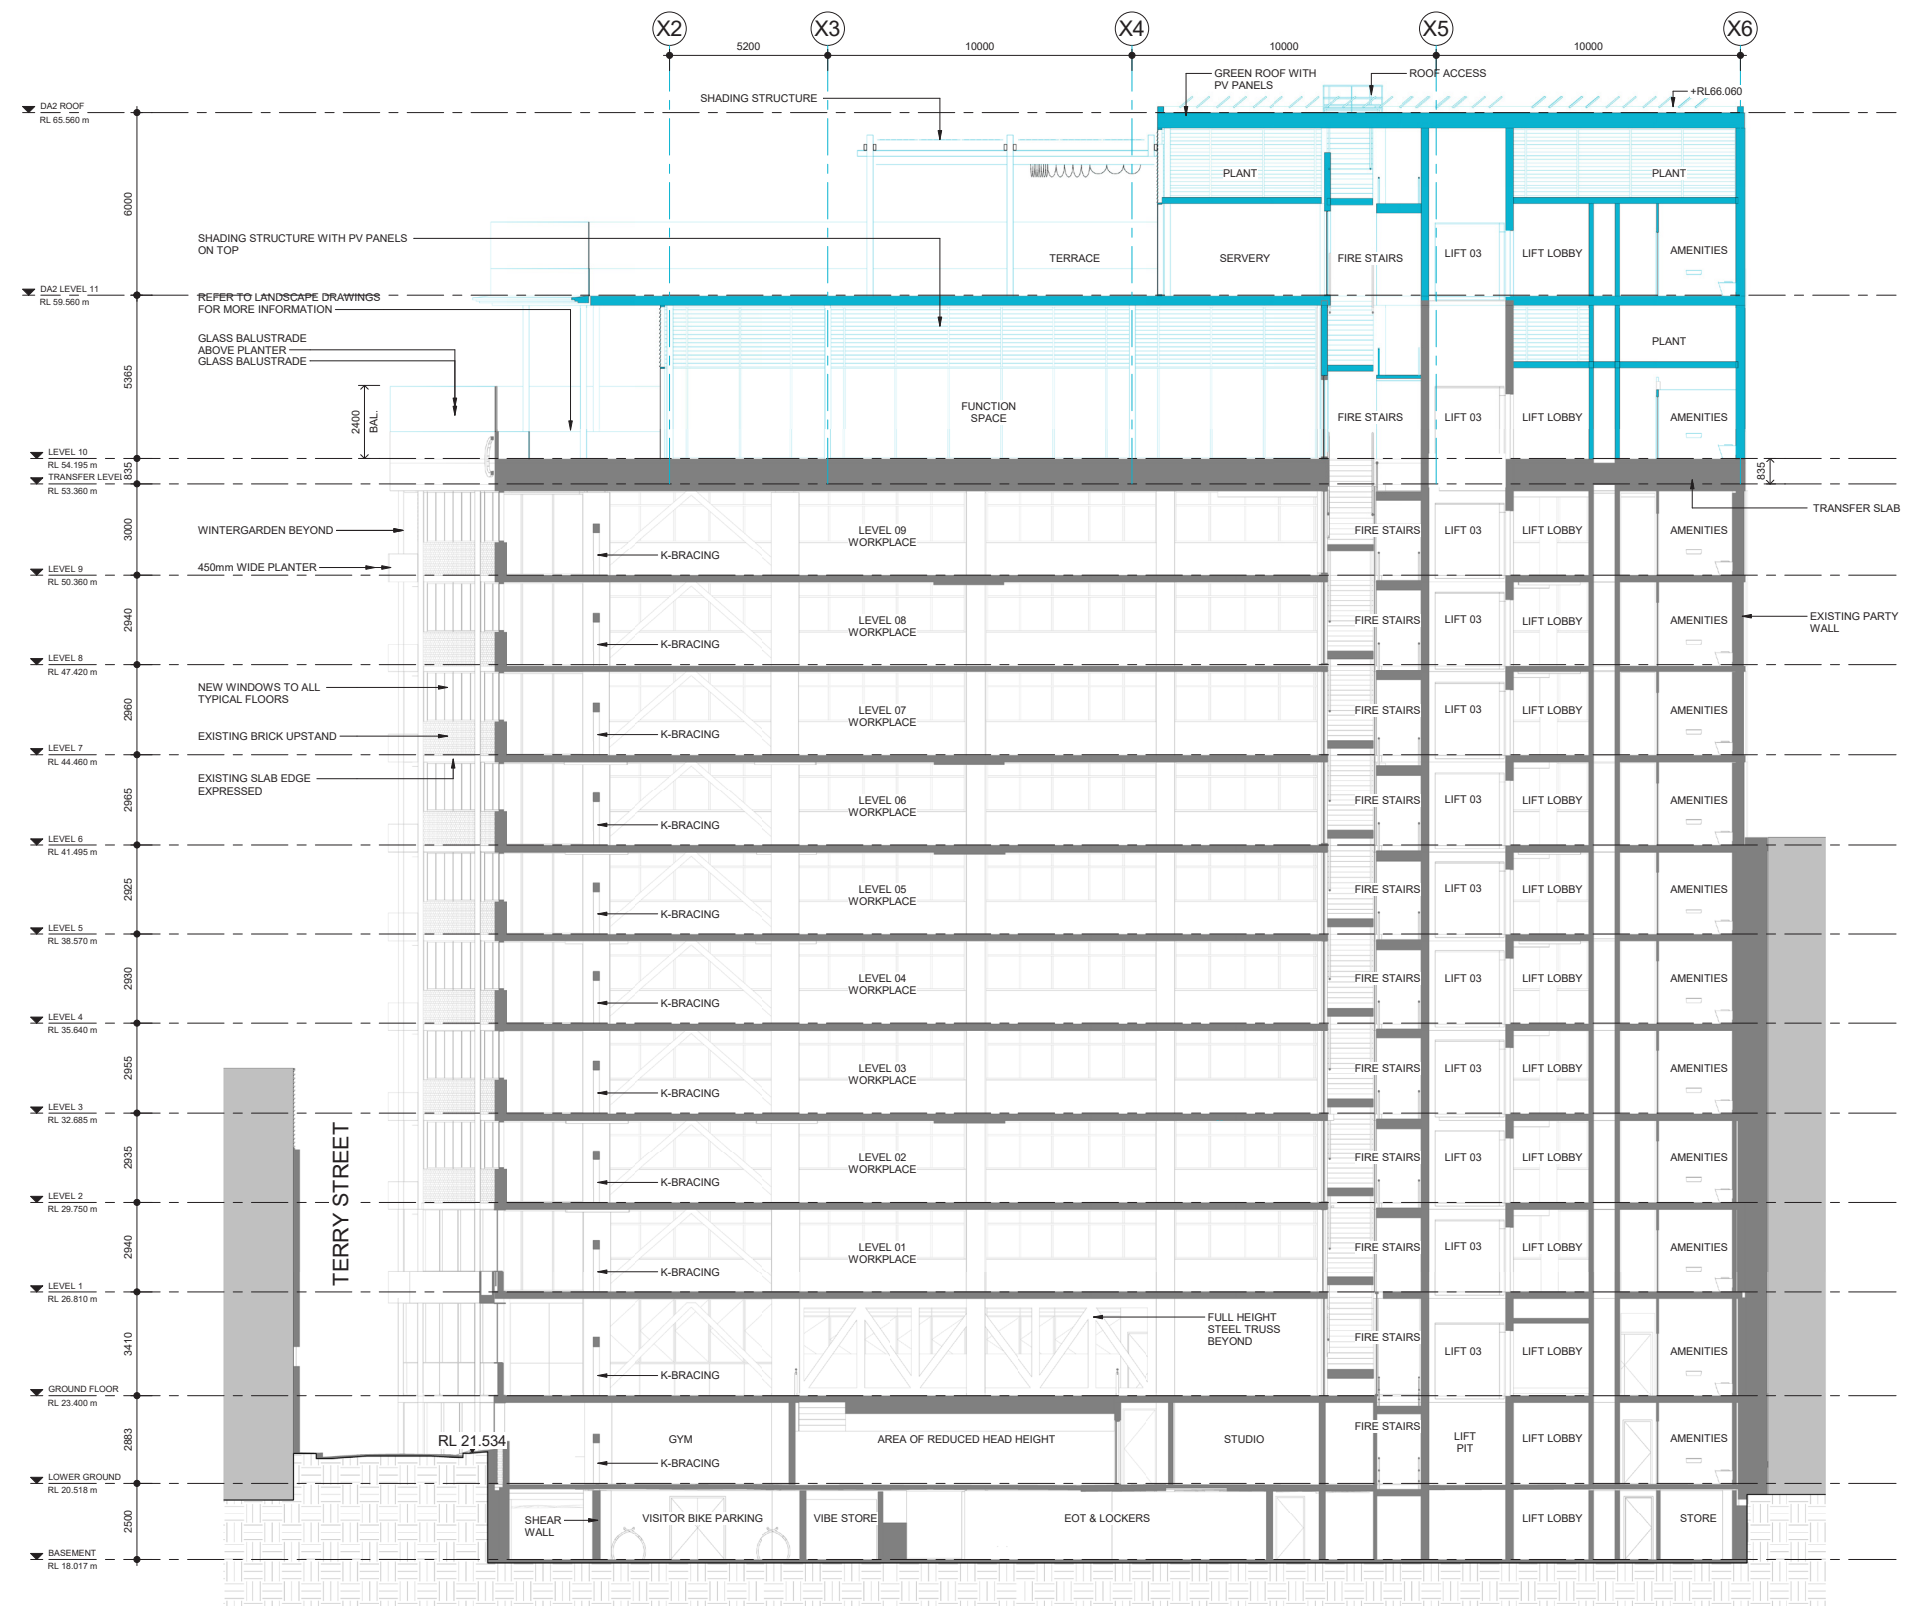 X2 X3 X4 X5 X6
5200 10000 10000 10000
GREEN ROOF WITH
PV PANELS
ROOF ACCESS
+RL66.060
SHADING STRUCTURE
DA2 ROOF
RL 65.560 m
6000
PLANT PLANT
SHADING STRUCTURE WITH PV PANELS
ON TOP
TERRACE SERVERY FIRE STAIRS LIFT 03 LIFT LOBBY AMENITIES
DA2 LEVEL 11
RL 59.560 m
REFER TO LANDSCAPE DRAWINGS
FOR MORE INFORMATION
GLASS BALUSTRADE
ABOVE PLANTER
GLASS BALUSTRADE
PLANT
5365
2400
BAL.
FUNCTION
SPACE
FIRE STAIRS LIFT 03 LIFT LOBBY AMENITIES
LEVEL 10
RL 54.195 m
835
835
TRANSFER LEVEL
RL 53.360 m
TRANSFER SLAB
3000
WINTERGARDEN BEYOND
LEVEL 09
WORKPLACE
FIRE STAIRS LIFT 03 LIFT LOBBY AMENITIES
K-BRACING
450mm WIDE PLANTER
LEVEL 9
RL 50.360 m
2940
LEVEL 08
WORKPLACE
FIRE STAIRS LIFT 03 LIFT LOBBY AMENITIES
EXISTING PARTY
WALL
K-BRACING
LEVEL 8
RL 47.420 m
NEW WINDOWS TO ALL
TYPICAL FLOORS
2960
LEVEL 07
WORKPLACE
FIRE STAIRS LIFT 03 LIFT LOBBY AMENITIES
EXISTING BRICK UPSTAND
K-BRACING
LEVEL 7
RL 44.460 m
EXISTING SLAB EDGE
EXPRESSED
2965
LEVEL 06
WORKPLACE
FIRE STAIRS LIFT 03 LIFT LOBBY AMENITIES
K-BRACING
LEVEL 6
RL 41.495 m
2925
LEVEL 05
WORKPLACE
FIRE STAIRS LIFT 03 LIFT LOBBY AMENITIES
K-BRACING
LEVEL 5
RL 38.570 m
2930
LEVEL 04
WORKPLACE
FIRE STAIRS LIFT 03 LIFT LOBBY AMENITIES
K-BRACING
LEVEL 4
RL 35.640 m
2955
LEVEL 03
WORKPLACE
FIRE STAIRS LIFT 03 LIFT LOBBY AMENITIES
K-BRACING
LEVEL 3
RL 32.685 m
TERRY STREET
2935
LEVEL 02
WORKPLACE
FIRE STAIRS LIFT 03 LIFT LOBBY AMENITIES
K-BRACING
LEVEL 2
RL 29.750 m
2940
LEVEL 01
WORKPLACE
FIRE STAIRS LIFT 03 LIFT LOBBY AMENITIES
K-BRACING
LEVEL 1
RL 26.810 m
3410
FULL HEIGHT
STEEL TRUSS
BEYOND
FIRE STAIRS LIFT 03 LIFT LOBBY AMENITIES
K-BRACING
GROUND FLOOR
RL 23.400 m
2883
RL 21.534
GYM AREA OF REDUCED HEAD HEIGHT STUDIO FIRE STAIRS
LIFT
PIT
LIFT LOBBY AMENITIES
K-BRACING
LOWER GROUND
RL 20.518 m
2500
SHEAR
WALL
VISITOR BIKE PARKING VIBE STORE EOT & LOCKERS LIFT LOBBY STORE
BASEMENT
RL 18.017 m